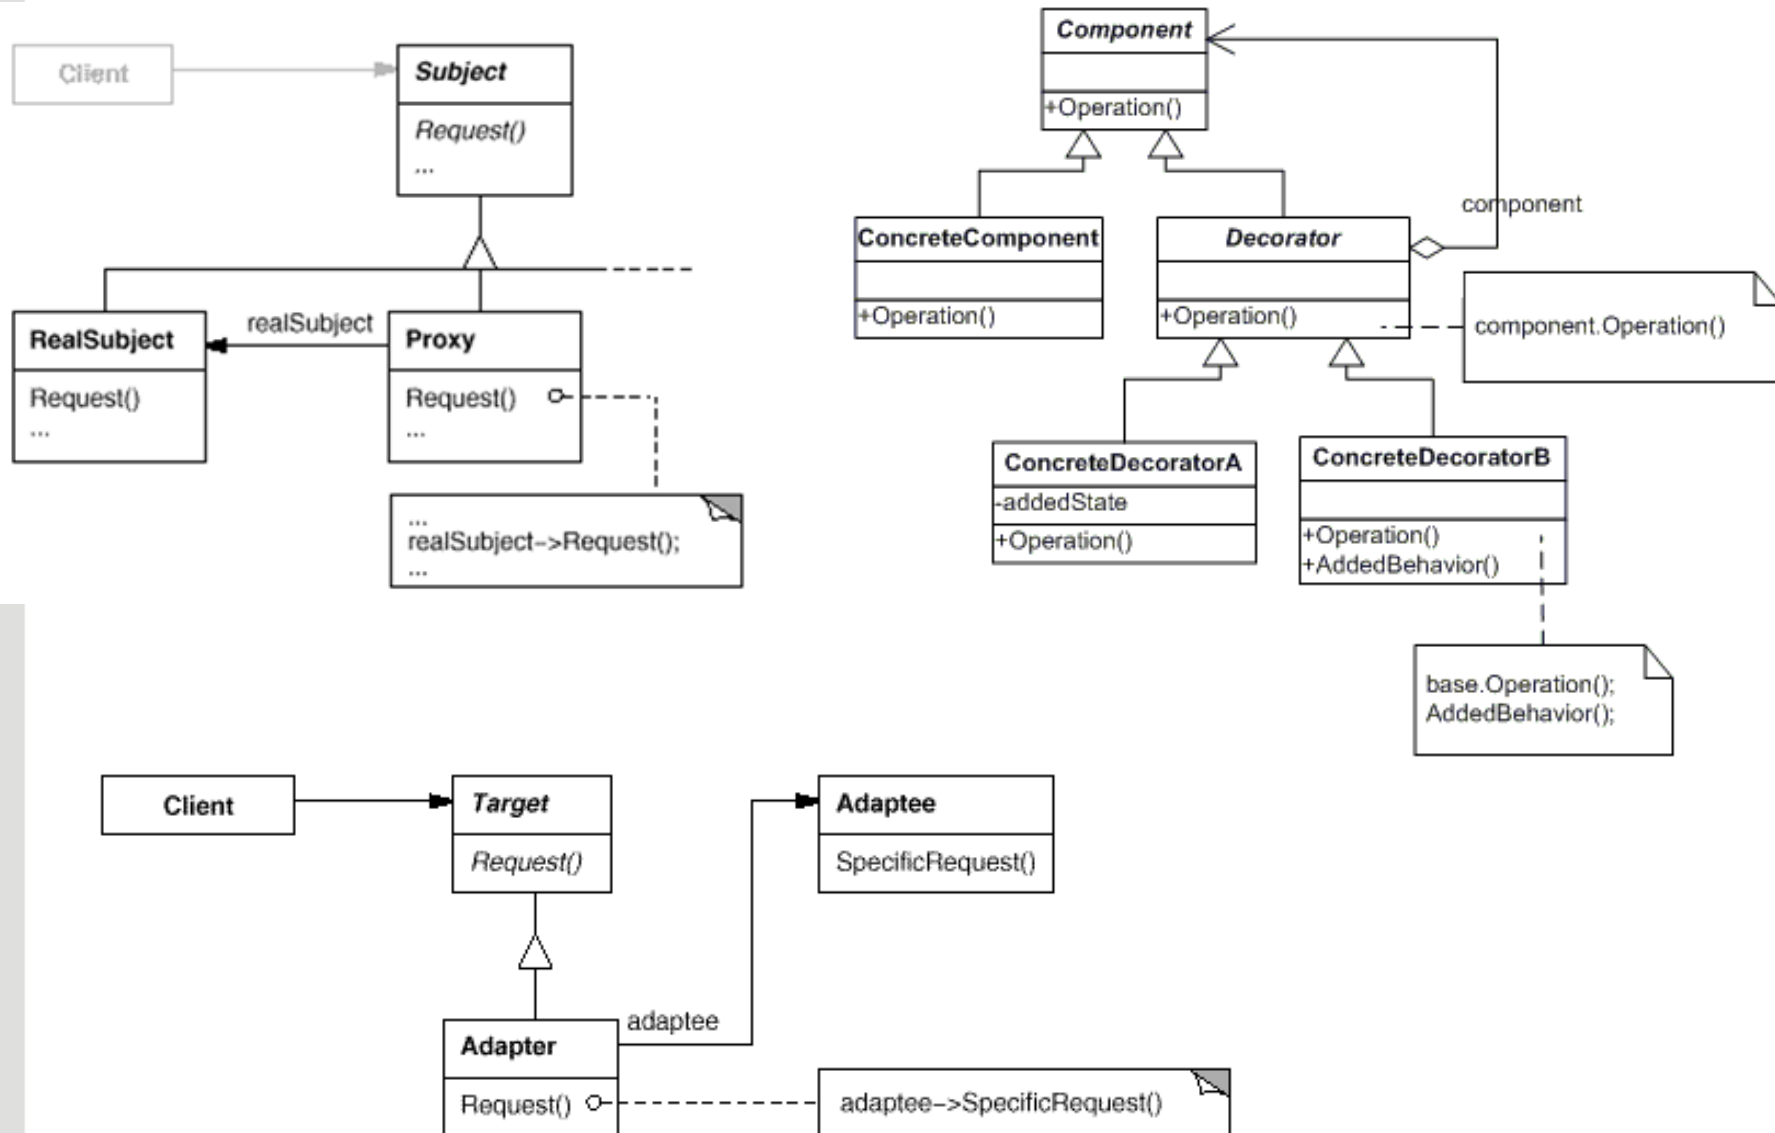 Client
Subject
Request()
...
RealSubject
Request()
...
realSubject
Proxy
Request()
...
...
realSubject->Request();
...
Component
+Operation()
component
ConcreteComponent
+Operation()
Decorator
+Operation()
component.Operation()
ConcreteDecoratorA
-addedState
+Operation()
ConcreteDecoratorB
+Operation()
+AddedBehavior()
base.Operation();
AddedBehavior();
Client
Target
Request()
Adaptee
SpecificRequest()
adaptee
Adapter
Request()
adaptee->SpecificRequest()